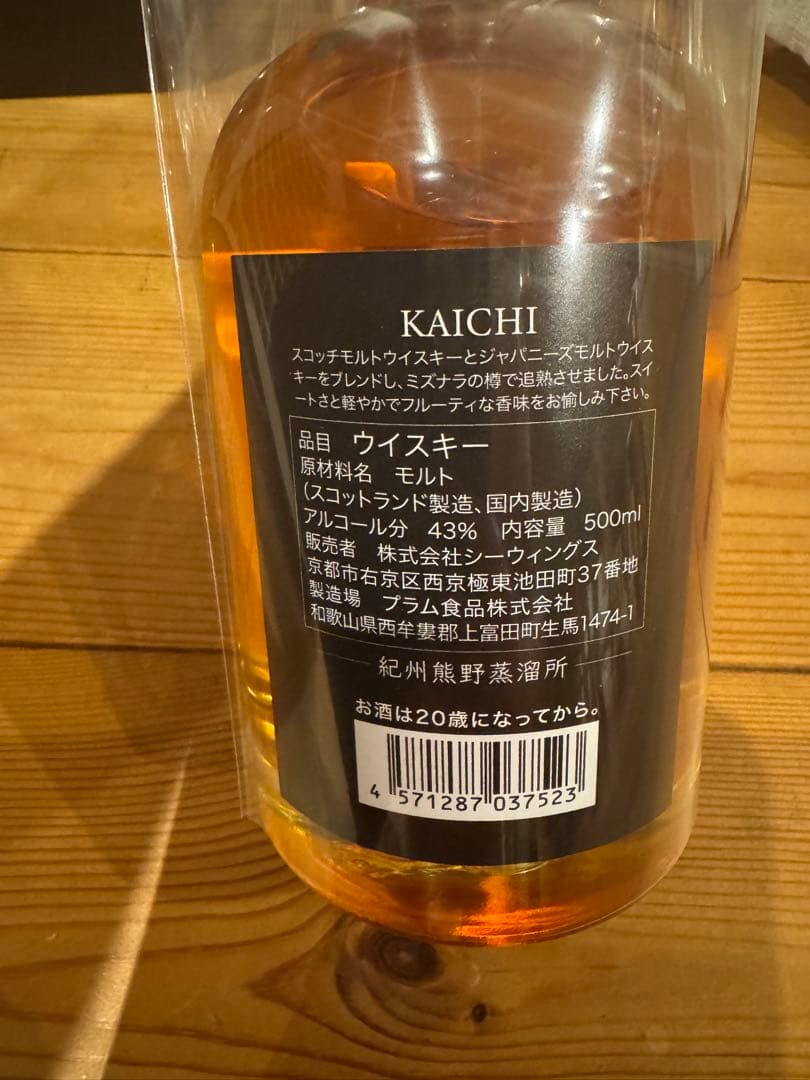 KAICHI
スコッチモルトウイスキーとジャパニーズモルトウイス
キーをブレンドし、ミズナラの樽で追熟させました。スイ
ートさと軽やかでフルーティな香味をお愉しみ下さい。
品目 ウイスキー
原材料名 モルト
(スコットランド製造、国内製造)
アルコール分 43% 内容量 500ml
販売者 株式会社シーウィングス
京都市右京区西京極東池田町37番地
製造場 プラム食品株式会社
和歌山県西牟婁郡上富田町生馬1474-1
紀州熊野蒸溜所
お酒は20歳になってから。
4 571287 037523